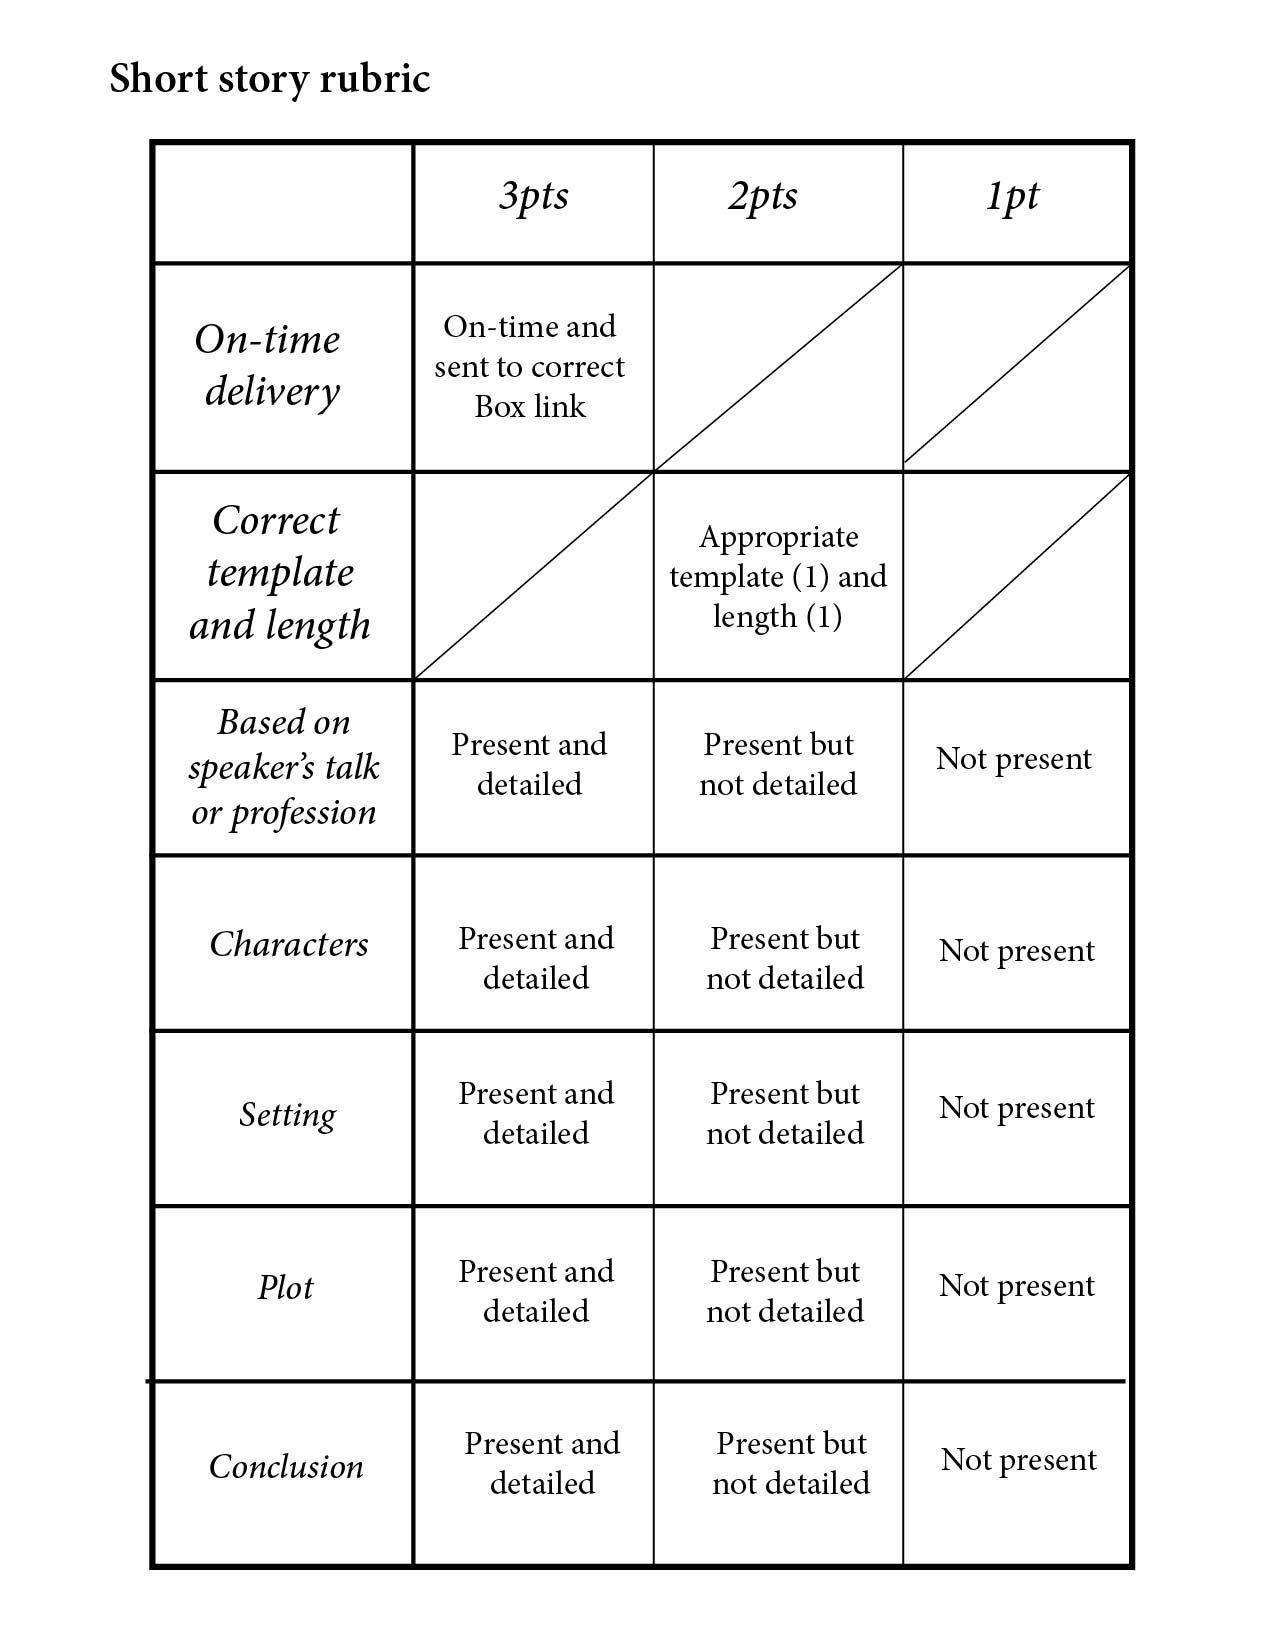 Short story rubric
3pts
2pts
1pt
On-time
delivery
On-time and
sent to correct
Box link
Correct
template
and length
Appropriate
template (1) and
length (1)
Based on
speaker’s talk
or profession
Present and
detailed
Present but
not detailed
Not present
Characters
Present and
detailed
Present but
not detailed
Not present
Setting
Present and
detailed
Present but
not detailed
Not present
Plot
Present and
detailed
Present but
not detailed
Not present
Conclusion
Present and
detailed
Present but
not detailed
Not present